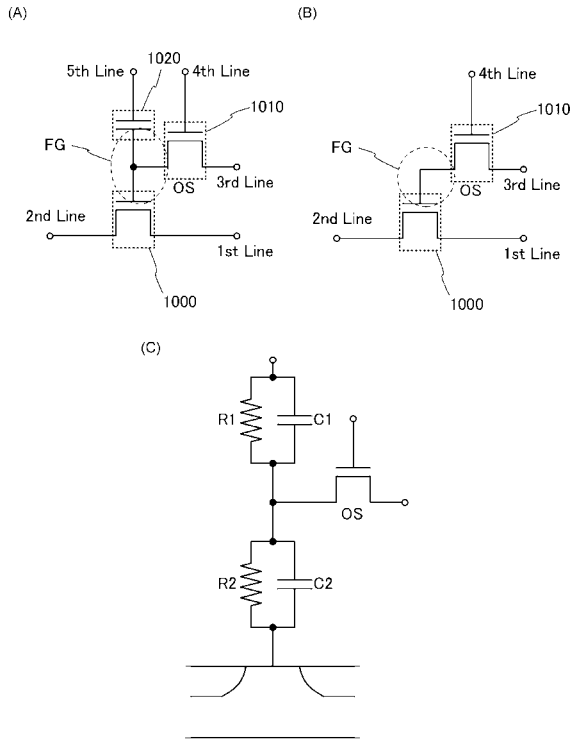 (A)
1020
5th Line
4th Line
1010
FG
OS
3rd Line
2nd Line
1st Line
1000
(B)
4th Line
1010
FG
OS
3rd Line
2nd Line
1st Line
1000
(C)
R1
C1
OS
R2
C2